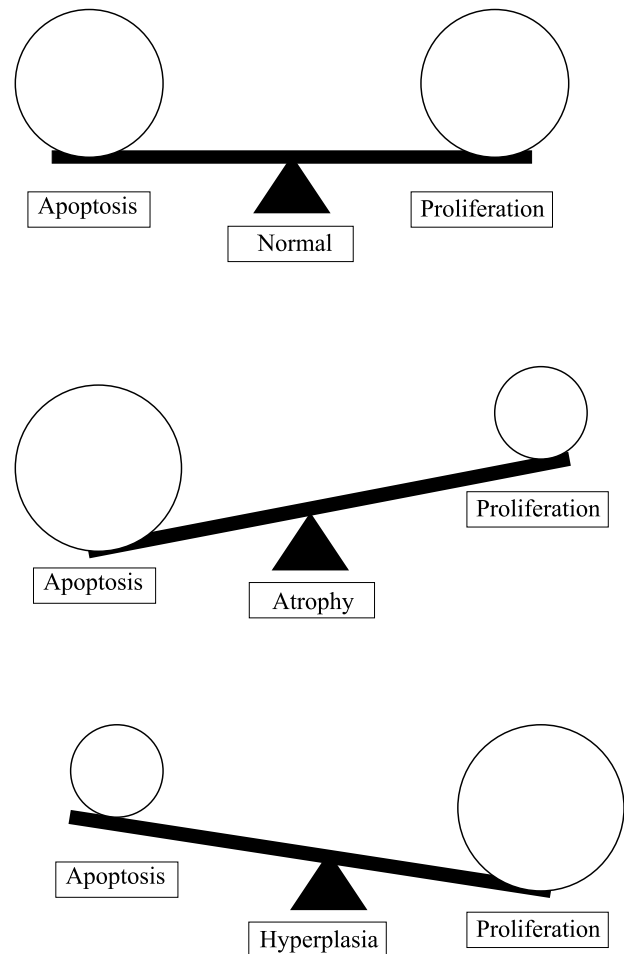 Apoptosis
Proliferation
Normal
Proliferation
Apoptosis
Atrophy
Apoptosis
Proliferation
Hyperplasia